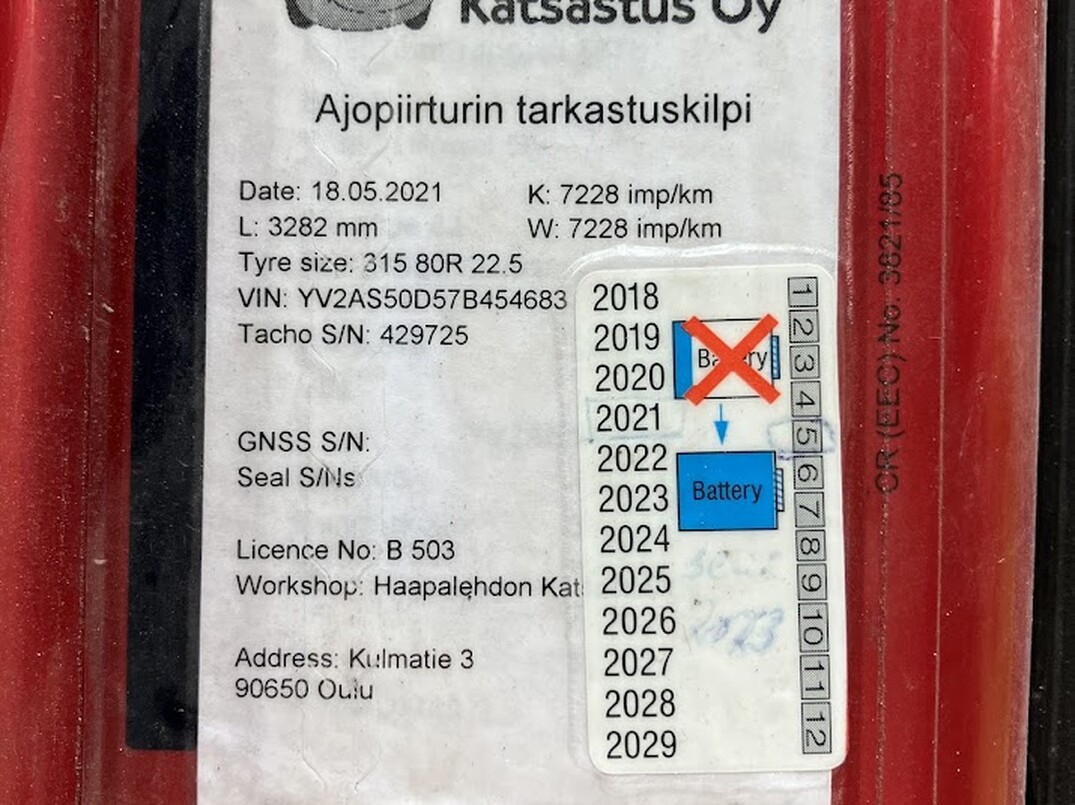 Katsastus Oy
Ajopiirturin tarkastuskilpi
Date: 18.05.2021
K: 7228 imp/km
L: 3282 mm
W: 7228 imp/km
Tyre size: 315 80R 22.5
VIN: YV2AS50D57B454683
Tacho S/N: 429725
GNSS S/N:
Seal S/Ns
Licence No: B 503
Workshop: Haapalehdon Kat
Address: Kulmatie 3
90650 Oulu
2018
2019
2020
2021
2022
2023
2024
2025
2026
2027
2028
2029
Battery
Battery
2023
1
2
3
4
5
6
7
8
9
10
11
12
CR (EEC) No. 3821/85